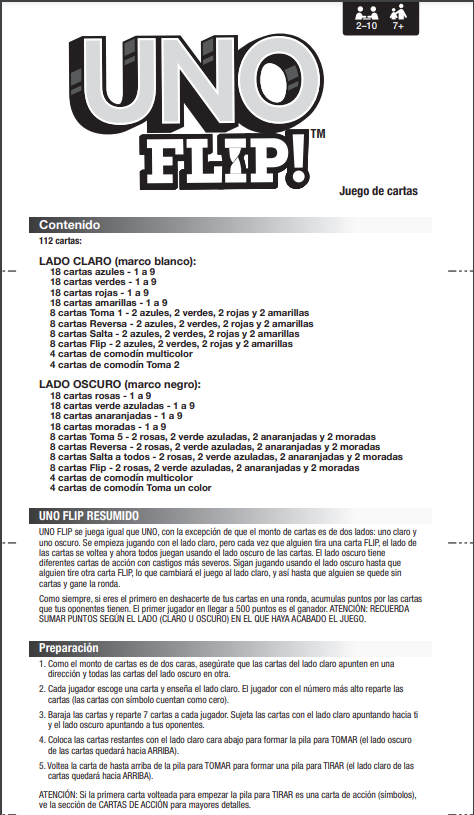 2–10 7+
UNO
FLIP!™
Juego de cartas
Contenido
112 cartas:
LADO CLARO (marco blanco):
18 cartas azules - 1 a 9
18 cartas verdes - 1 a 9
18 cartas rojas - 1 a 9
18 cartas amarillas - 1 a 9
8 cartas Toma 1 - 2 azules, 2 verdes, 2 rojas y 2 amarillas
8 cartas Reversa - 2 azules, 2 verdes, 2 rojas y 2 amarillas
8 cartas Salta - 2 azules, 2 verdes, 2 rojas y 2 amarillas
8 cartas Flip - 2 azules, 2 verdes, 2 rojas y 2 amarillas
4 cartas de comodín multicolor
4 cartas de comodín Toma 2
LADO OSCURO (marco negro):
18 cartas rosas - 1 a 9
18 cartas verde azuladas - 1 a 9
18 cartas anaranjadas - 1 a 9
18 cartas moradas - 1 a 9
8 cartas Toma 5 - 2 rosas, 2 verde azuladas, 2 anaranjadas y 2 moradas
8 cartas Reversa - 2 rosas, 2 verde azuladas, 2 anaranjadas y 2 moradas
8 cartas Salta a todos - 2 rosas, 2 verde azuladas, 2 anaranjadas y 2 moradas
8 cartas Flip - 2 rosas, 2 verde azuladas, 2 anaranjadas y 2 moradas
4 cartas de comodín multicolor
4 cartas de comodín Toma un color
UNO FLIP RESUMIDO
UNO FLIP se juega igual que UNO, con la excepción de que el monto de cartas es de dos lados: uno claro y
uno oscuro. Se empieza jugando con el lado claro, pero cada vez que alguien tira una carta FLIP, el lado de
las cartas se voltea y ahora todos juegan usando el lado oscuro de las cartas. El lado oscuro tiene
diferentes cartas de acción con castigos más severos. Sigan jugando usando el lado oscuro hasta que
alguien tire otra carta FLIP, lo que cambiará el juego al lado claro, y así hasta que alguien se quede sin
cartas y gane la ronda.
Como siempre, si eres el primero en deshacerte de tus cartas en una ronda, acumulas puntos por las cartas
que tus oponentes tienen. El primer jugador en llegar a 500 puntos es el ganador. ATENCIÓN: RECUERDA
SUMAR PUNTOS SEGÚN EL LADO (CLARO U OSCURO) EN EL QUE HAYA ACABADO EL JUEGO.
Preparación
1. Como el monto de cartas es de dos caras, asegúrate que las cartas del lado claro apunten en una
dirección y todas las cartas del lado oscuro en otra.
2. Cada jugador escoge una carta y enseña el lado claro. El jugador con el número más alto reparte las
cartas (las cartas con símbolo cuentan como cero).
3. Baraja las cartas y reparte 7 cartas a cada jugador. Sujeta las cartas con el lado claro apuntando hacia ti
y el lado oscuro apuntando a tus oponentes.
4. Coloca las cartas restantes con el lado claro cara abajo para formar la pila para TOMAR (el lado oscuro
de las cartas quedará hacia ARRIBA).
5. Voltea la carta de hasta arriba de la pila para TOMAR para formar una pila para TIRAR (el lado claro de las
cartas quedará hacia ARRIBA).
ATENCIÓN: Si la primera carta volteada para empezar la pila para TIRAR es una carta de acción (símbolos),
ve la sección de CARTAS DE ACCIÓN para mayores detalles.